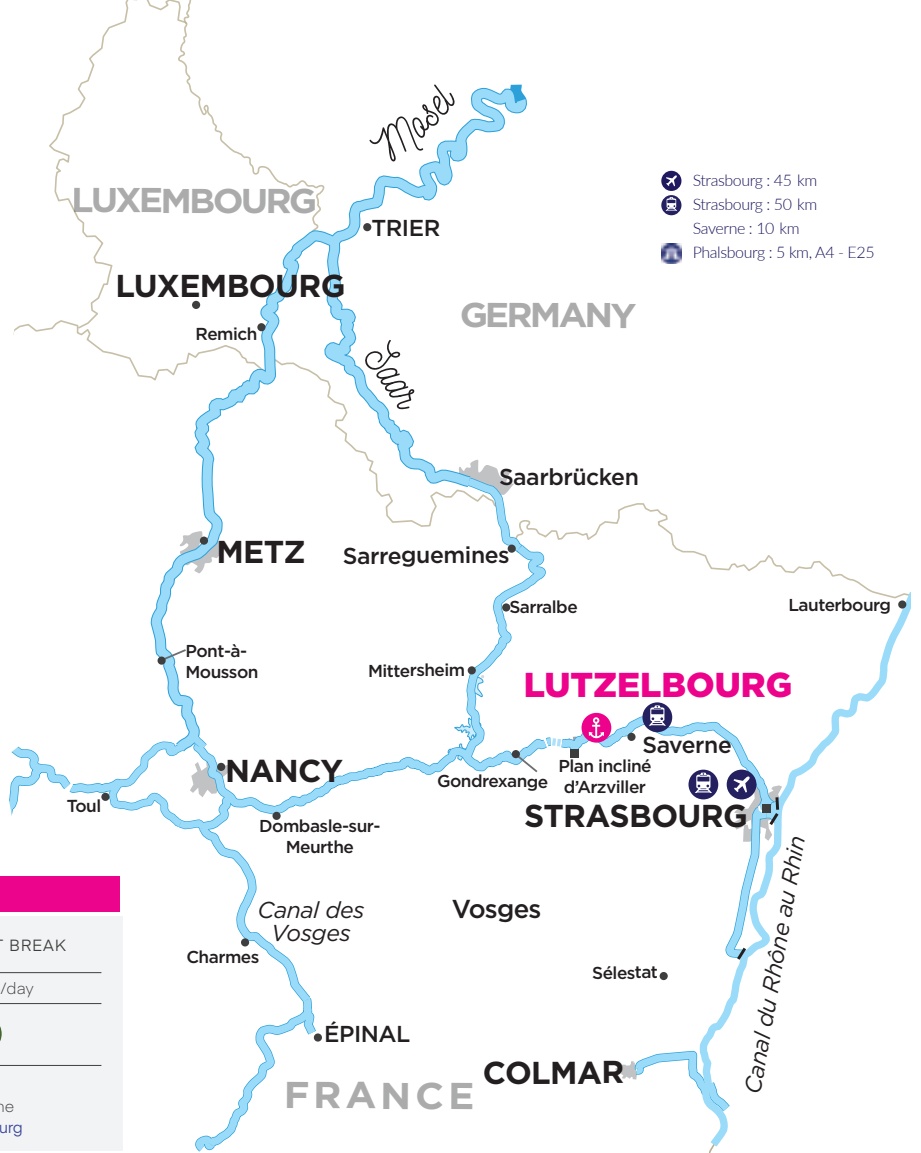 Mosel
Strasbourg : 45 km
Strasbourg : 50 km
Saverne : 10 km
Phalsbourg : 5 km, A4 - E25
LUXEMBOURG
TRIER
LUXEMBOURG
GERMANY
Remich
Saar
Saarbrücken
METZ
Sarreguemines
Sarralbe
Lauterbourg
Pont-à-
Mousson
Mittersheim
LUTZELBOURG
Saverne
NANCY
Gondrexange
Plan incliné
d'Arzviller
Toul
STRASBOURG
Dombasle-sur-
Meurthe
Canal des
Vosges
Vosges
Canal du Rhône au Rhin
BREAK
Charmes
Sélestat
/day
ÉPINAL
COLMAR
FRANCE